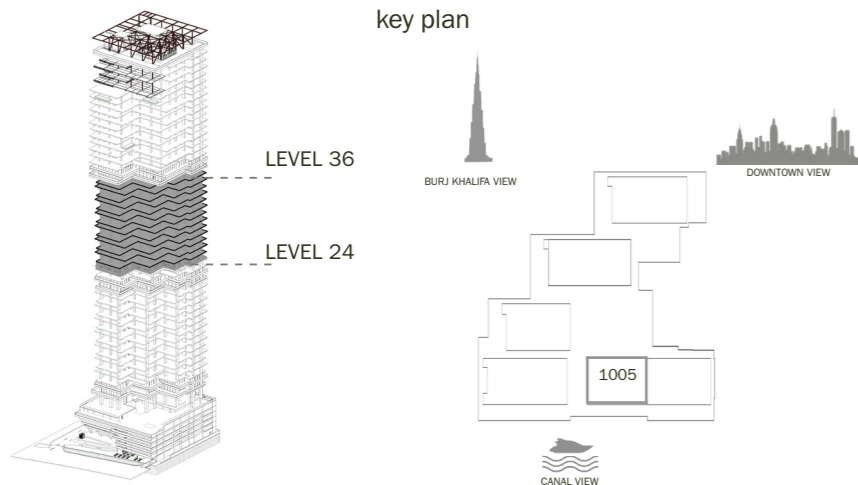 key plan
LEVEL 36
LEVEL 24
BURJ KHALIFA VIEW
DOWNTOWN VIEW
1005
CANAL VIEW